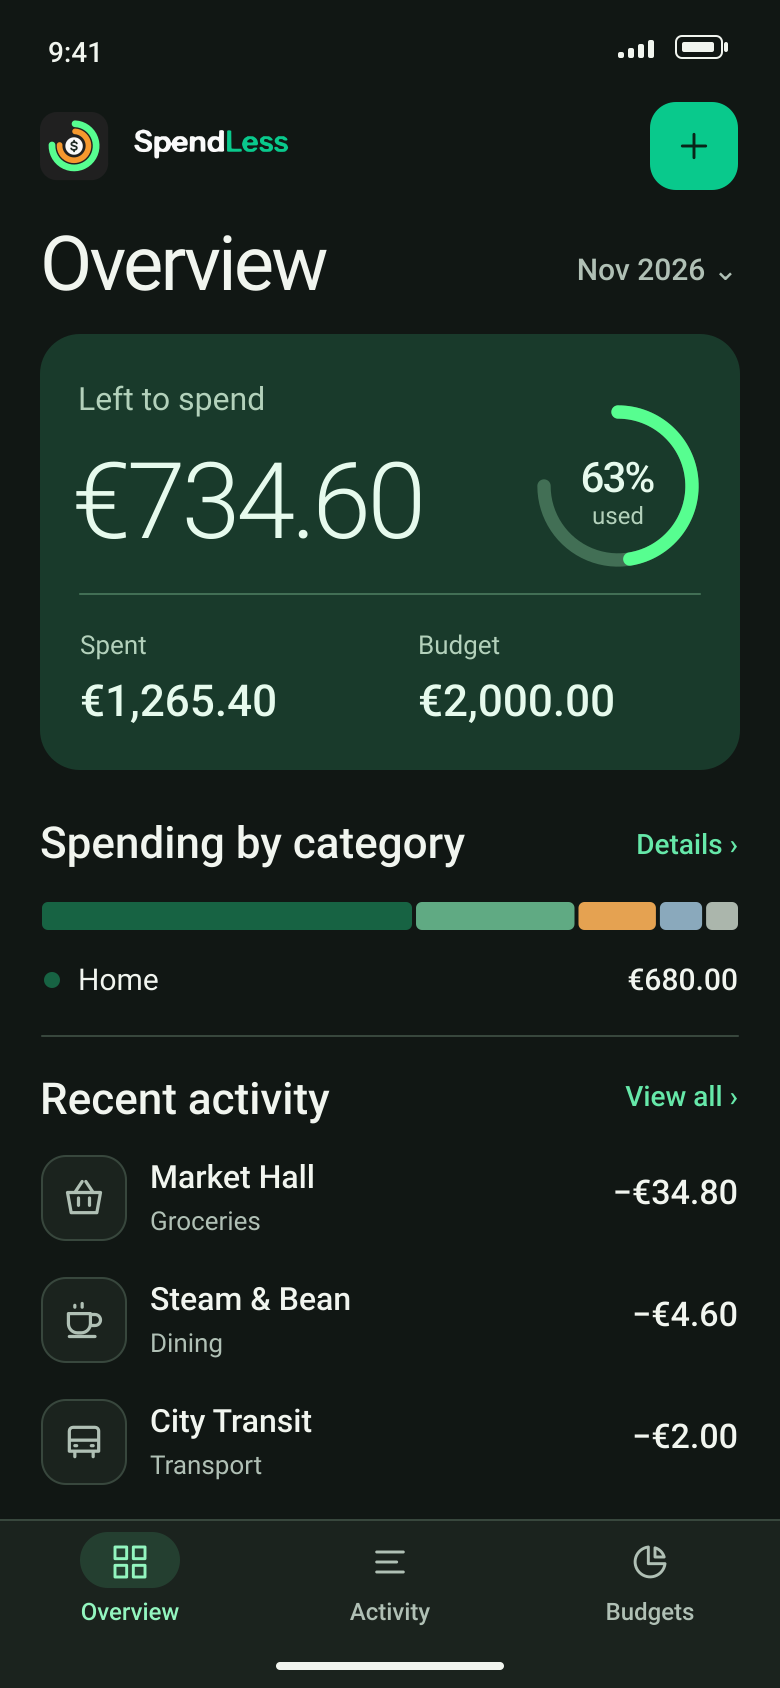 9:41
$
SpendLess
+
Overview
Nov 2026 ⌄
Left to spend
€734.60
63%
used
Spent
Budget
€1,265.40
€2,000.00
Spending by category
Details ›
Home
€680.00
Recent activity
View all ›
Market Hall
−€34.80
Groceries
Steam & Bean
−€4.60
Dining
City Transit
−€2.00
Transport
Overview
Activity
Budgets